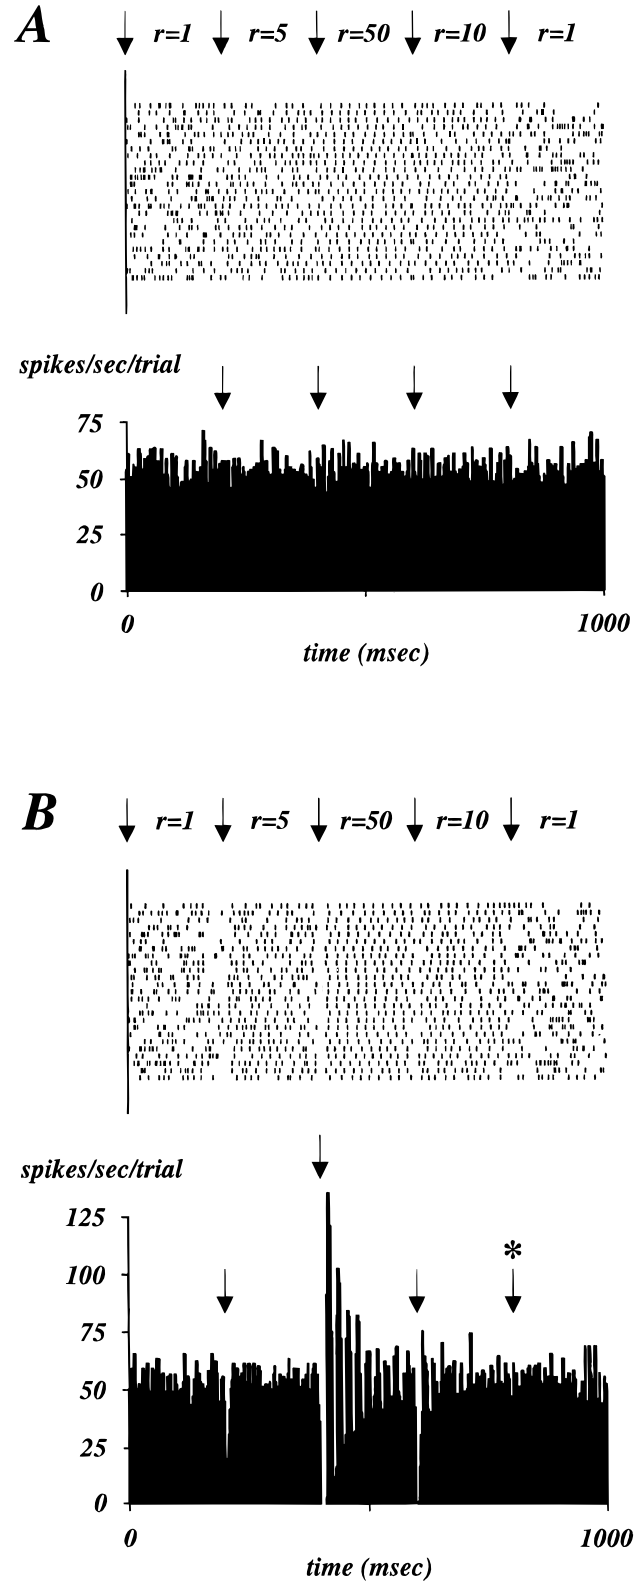 A
r=1 r=5 r=50 r=10 r=1
spikes/sec/trial
75
50
25
0
0 1000
time (msec)
B
r=1 r=5 r=50 r=10 r=1
spikes/sec/trial
125
*
100
75
50
25
0
0 1000
time (msec)